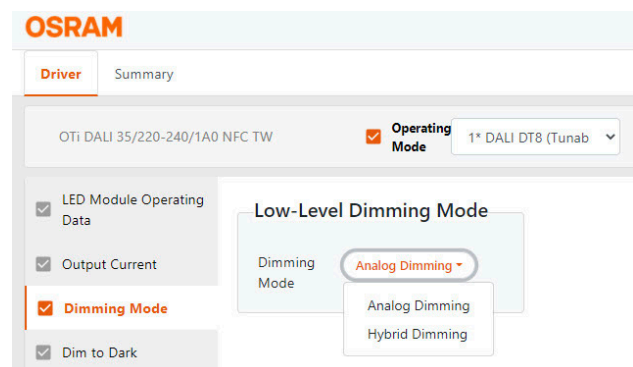 OSRAM
Driver Summary
OTi DALI 35/220-240/1A0 NFC TW
Operating
Mode
1* DALI DT8 (Tunab
LED Module Operating
Data
Output Current
Dimming Mode
Dim to Dark
Low-Level Dimming Mode
Dimming
Mode
Analog Dimming
Analog Dimming
Hybrid Dimming